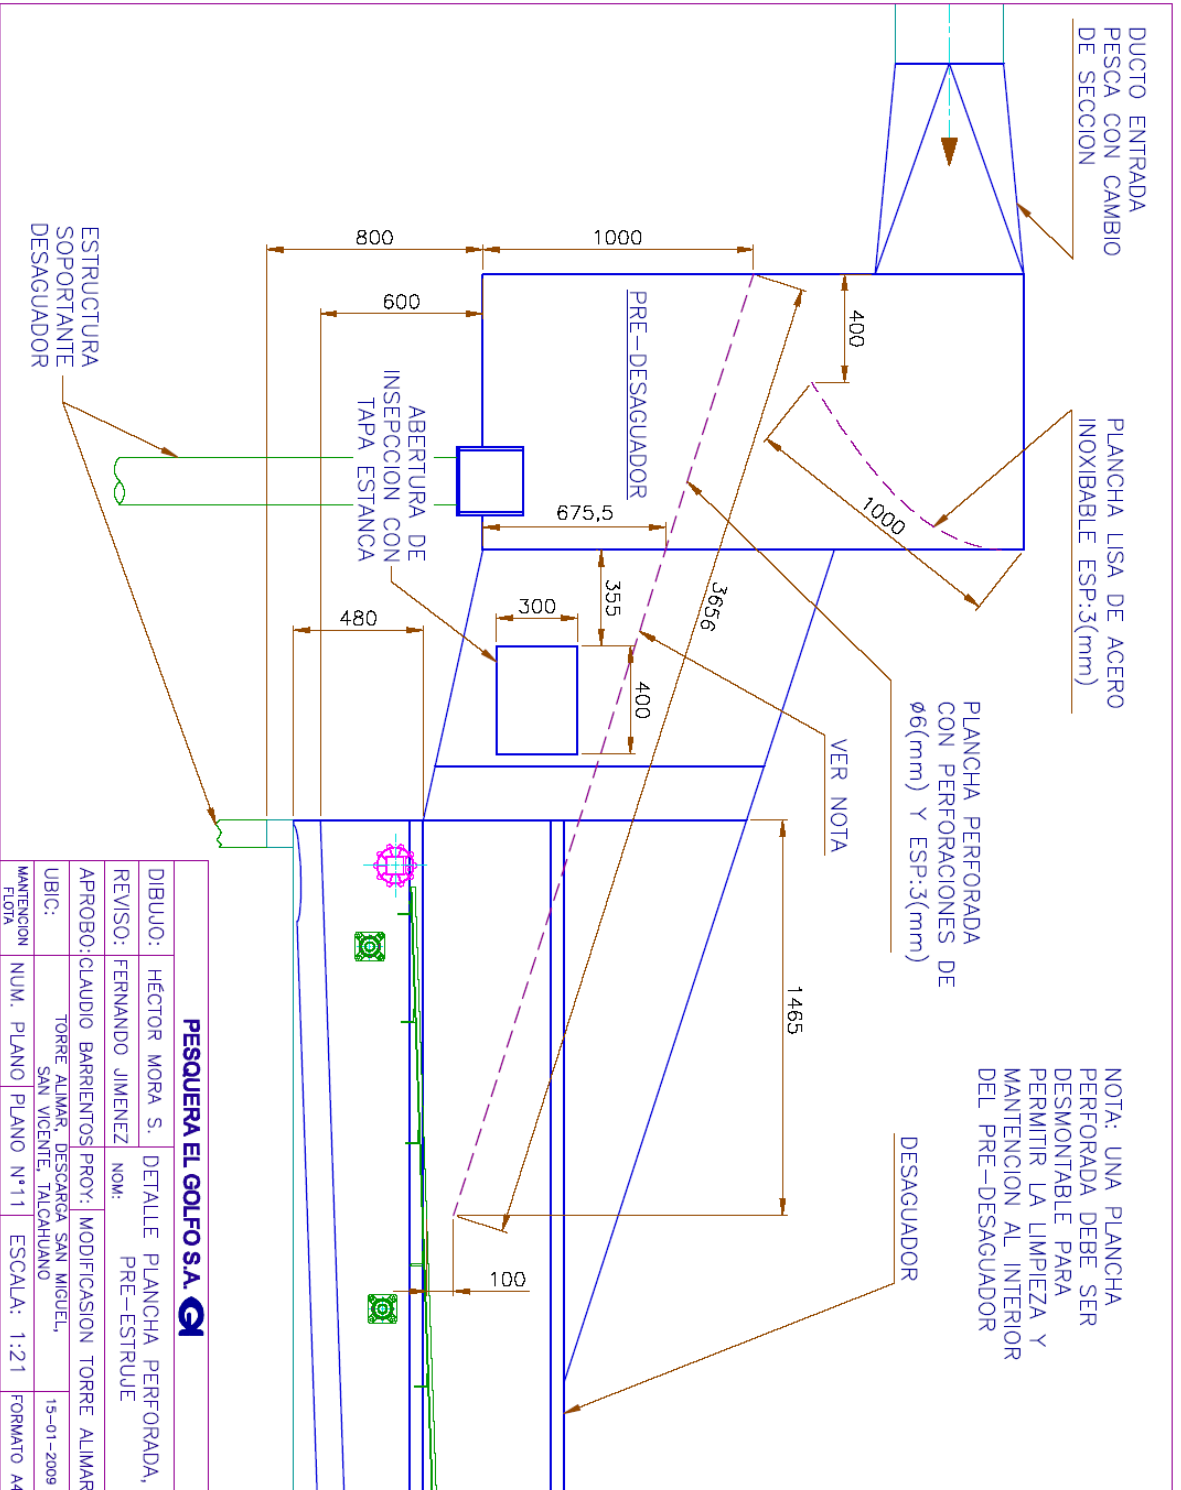 DUCTO ENTRADA
PESCA CON CAMBIO
DE SECCION
PLANCHA LISA DE ACERO
INOXIBABLE ESP:3(mm)
PLANCHA PERFORADA
CON PERFORACIONES DE
ø6(mm) Y ESP:3(mm)
NOTA: UNA PLANCHA
PERFORADA DEBE SER
DESMONTABLE PARA
PERMITIR LA LIMPIEZA Y
MANTENCION AL INTERIOR
DEL PRE-DESAGUADOR
VER NOTA
DESAGUADOR
400
1000
1000
800
600
PRE-DESAGUADOR
675,5
3656
355
300
400
480
1465
100
ABERTURA DE
INSEPCCION CON
TAPA ESTANCA
ESTRUCTURA
SOPORTANTE
DESAGUADOR
PESQUERA EL GOLFO S.A.
DIBUJO: HÉCTOR MORA S.
DETALLE PLANCHA PERFORADA,
REVISO: FERNANDO JIMENEZ
NOM: PRE-ESTRUJE
APROBO: CLAUDIO BARRIENTOS
PROY: MODIFICASION TORRE ALIMAR
UBIC: TORRE ALIMAR, DESCARGA SAN MIGUEL,
SAN VICENTE, TALCAHUANO
15-01-2009
MANTENCION
FLOTA
NUM. PLANO
PLANO N°11
ESCALA: 1:21
FORMATO A4